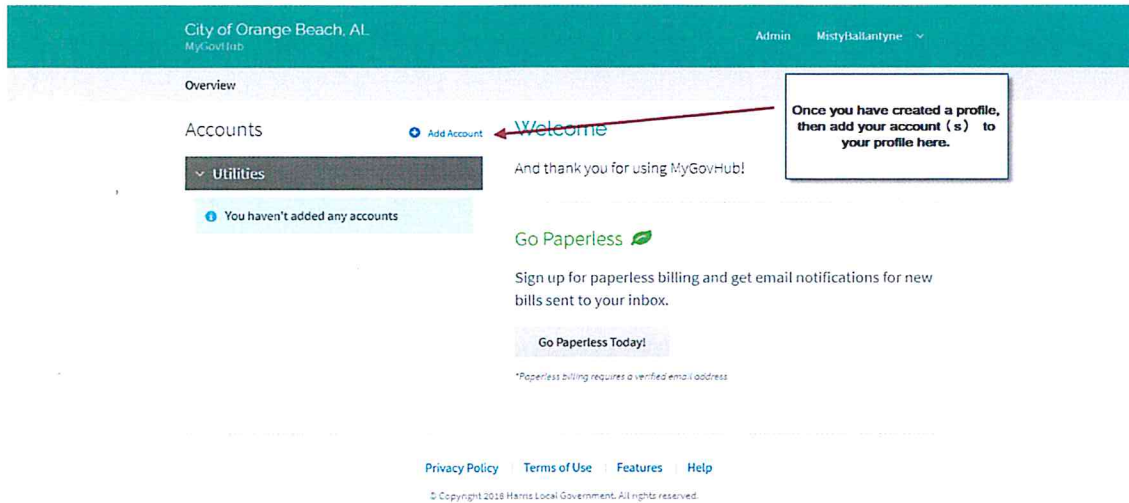 City of Orange Beach, AL
MyGovHub
Admin MistyBallantyne
Overview
Accounts
Add Account
Utilities
You haven't added any accounts
Welcome
And thank you for using MyGovHub!
Once you have created a profile,
then add your account (s) to
your profile here.
Go Paperless
Sign up for paperless billing and get email notifications for new
bills sent to your inbox.
Go Paperless Today!
*Paperless billing requires a verified email address
Privacy Policy Terms of Use Features Help
© Copyright 2018 Harris Local Government. All rights reserved.